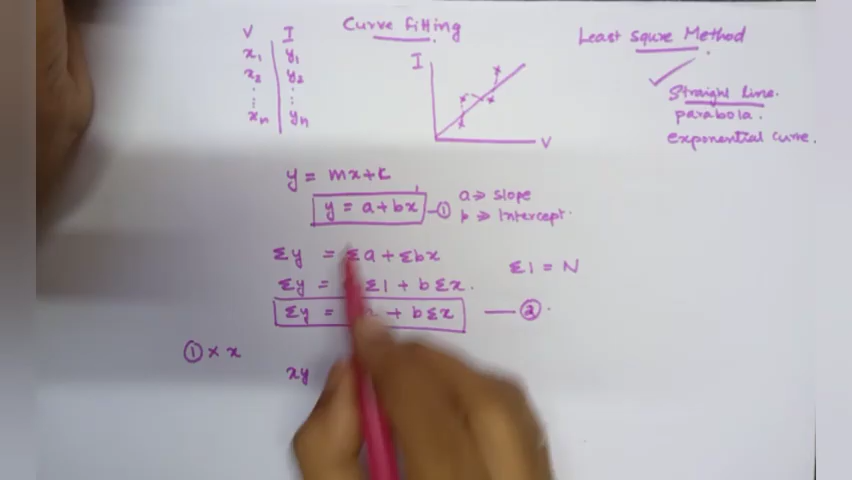 Curve fitting
V I
x1 y1
x2 y2
⋮ ⋮
xn yn
I
V
Least Squre Method
Straight Line.
parabola.
exponential curve.
y = mx+c
y = a+bx —①
a ⇒ slope
b ⇒ Intercept.
Σy = Σa + Σbx
Σ1 = N
Σy = Σ1 + bΣx.
Σy = + bΣx —②.
① × x
xy